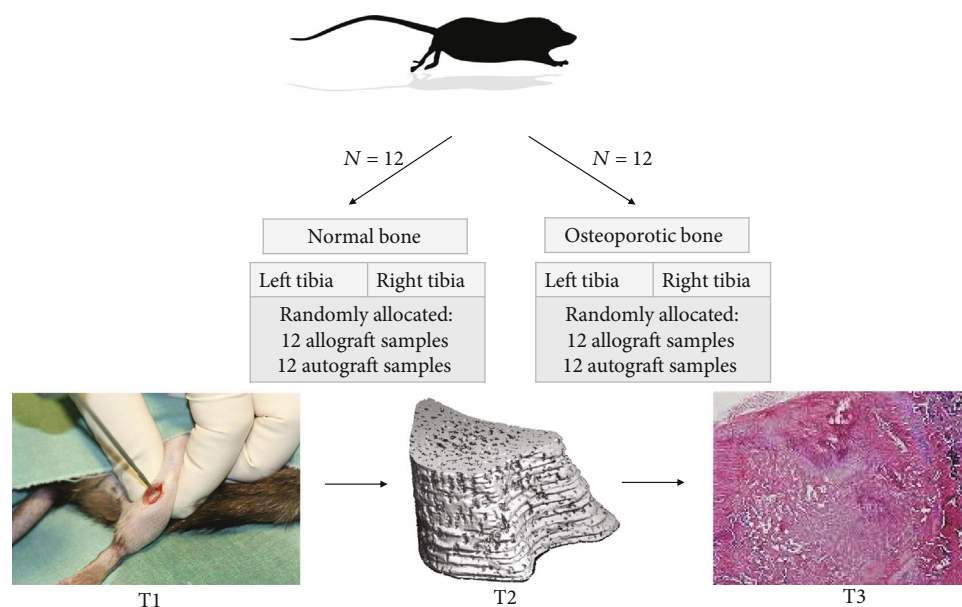 N = 12
N = 12
Normal bone
Osteoporotic bone
Left tibia
Right tibia
Left tibia
Right tibia
Randomly allocated:
12 allograft samples
12 autograft samples
Randomly allocated:
12 allograft samples
12 autograft samples
T1
T2
T3